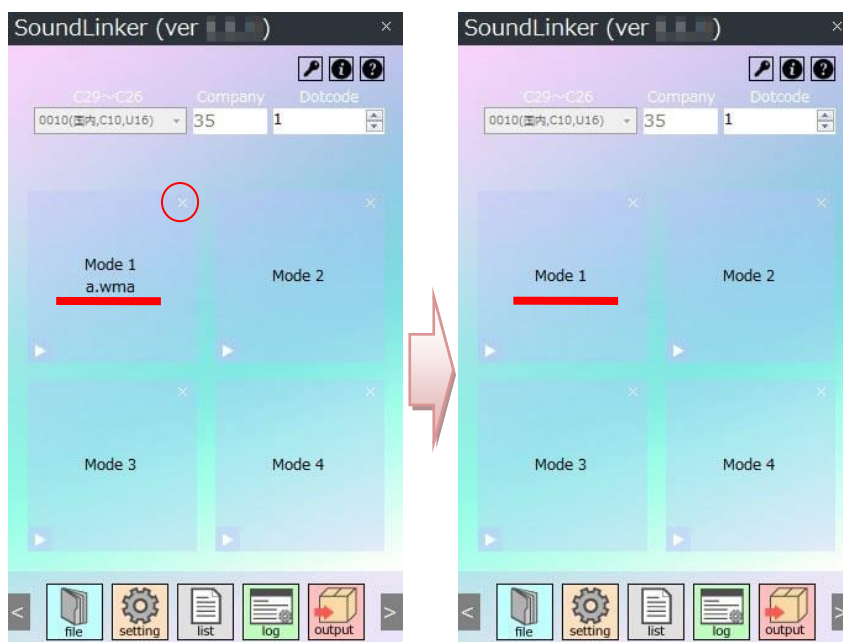 SoundLinker (ver )
C29～C26 Company Dotcode
0010(国内,C10,U16) 35 1
Mode 1
a.wma
Mode 2
Mode 3
Mode 4
file setting list log output
SoundLinker (ver )
C29～C26 Company Dotcode
0010(国内,C10,U16) 35 1
Mode 1
Mode 2
Mode 3
Mode 4
file setting list log output